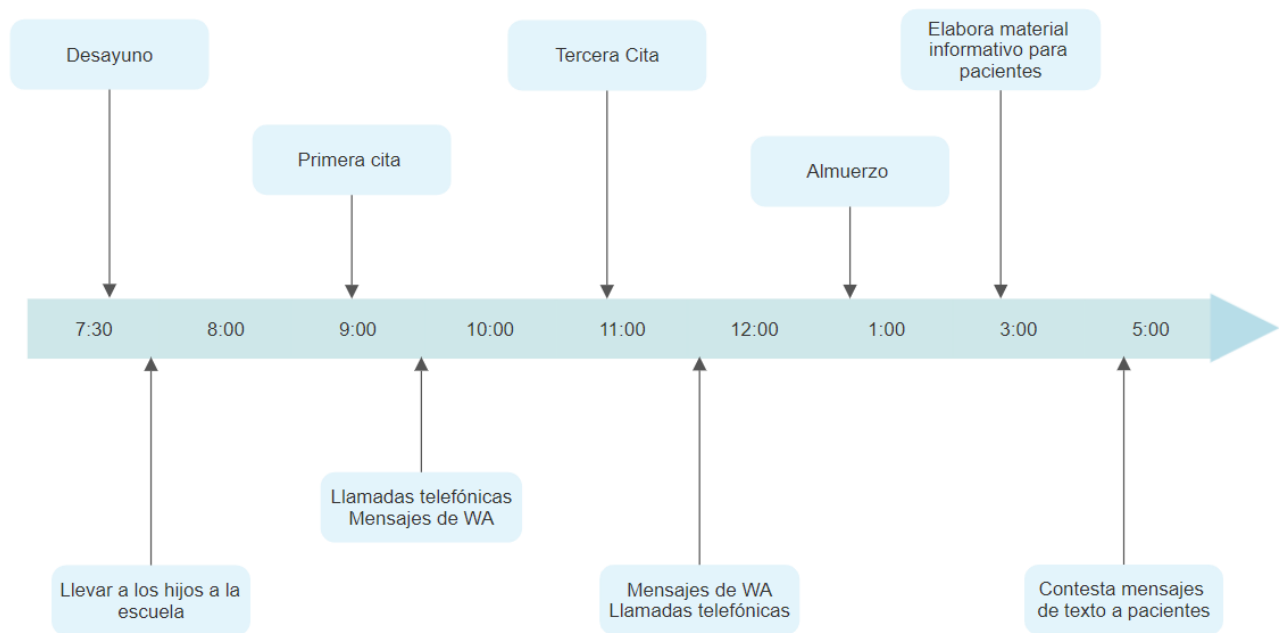 Desayuno
Tercera Cita
Elabora material
informativo para
pacientes
Primera cita
Almuerzo
7:30 8:00 9:00 10:00 11:00 12:00 1:00 3:00 5:00
Llamadas telefónicas
Mensajes de WA
Llevar a los hijos a la
escuela
Mensajes de WA
Llamadas telefónicas
Contesta mensajes
de texto a pacientes